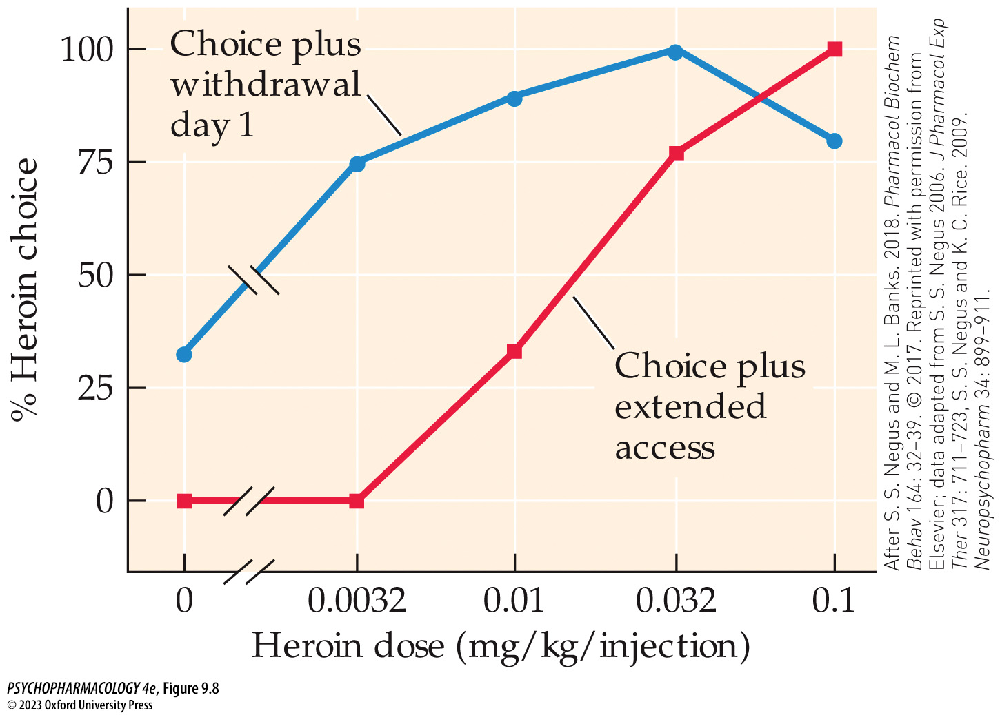 100
75
50
25
0
% Heroin choice
Choice plus
withdrawal
day 1
Choice plus
extended
access
0
0.0032
0.01
0.032
0.1
Heroin dose (mg/kg/injection)
After S. S. Negus and M. L. Banks. 2018. Pharmacol Biochem
Behav 164: 32–39. © 2017. Reprinted with permission from
Elsevier; data adapted from S. S. Negus 2006. J Pharmacol Exp
Ther 317: 711–723, S. S. Negus and K. C. Rice. 2009.
Neuropsychopharm 34: 899–911.
PSYCHOPHARMACOLOGY 4e, Figure 9.8
© 2023 Oxford University Press